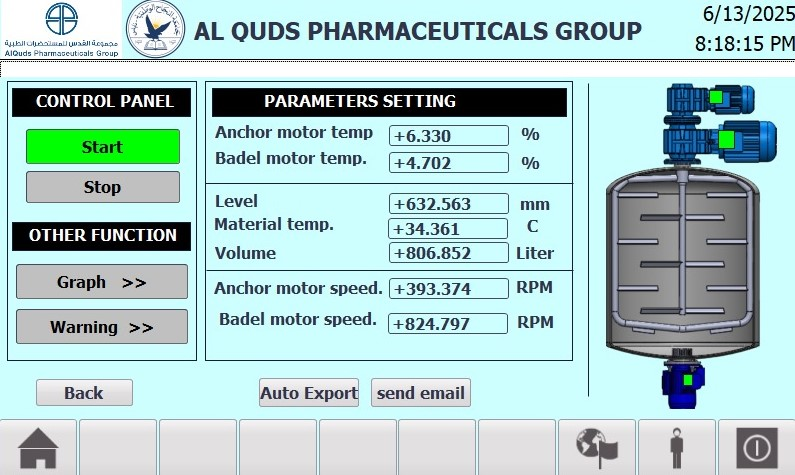 مجموعة القدس للمستحضرات الطبية
AlQuds Pharmaceuticals Group
AL QUDS PHARMACEUTICALS GROUP
6/13/2025
8:18:15 PM
CONTROL PANEL
Start
Stop
OTHER FUNCTION
Graph >>
Warning >>
PARAMETERS SETTING
Anchor motor temp +6.330 %
Badel motor temp. +4.702 %
Level +632.563 mm
Material temp. +34.361 C
Volume +806.852 Liter
Anchor motor speed. +393.374 RPM
Badel motor speed. +824.797 RPM
Back
Auto Export
send email